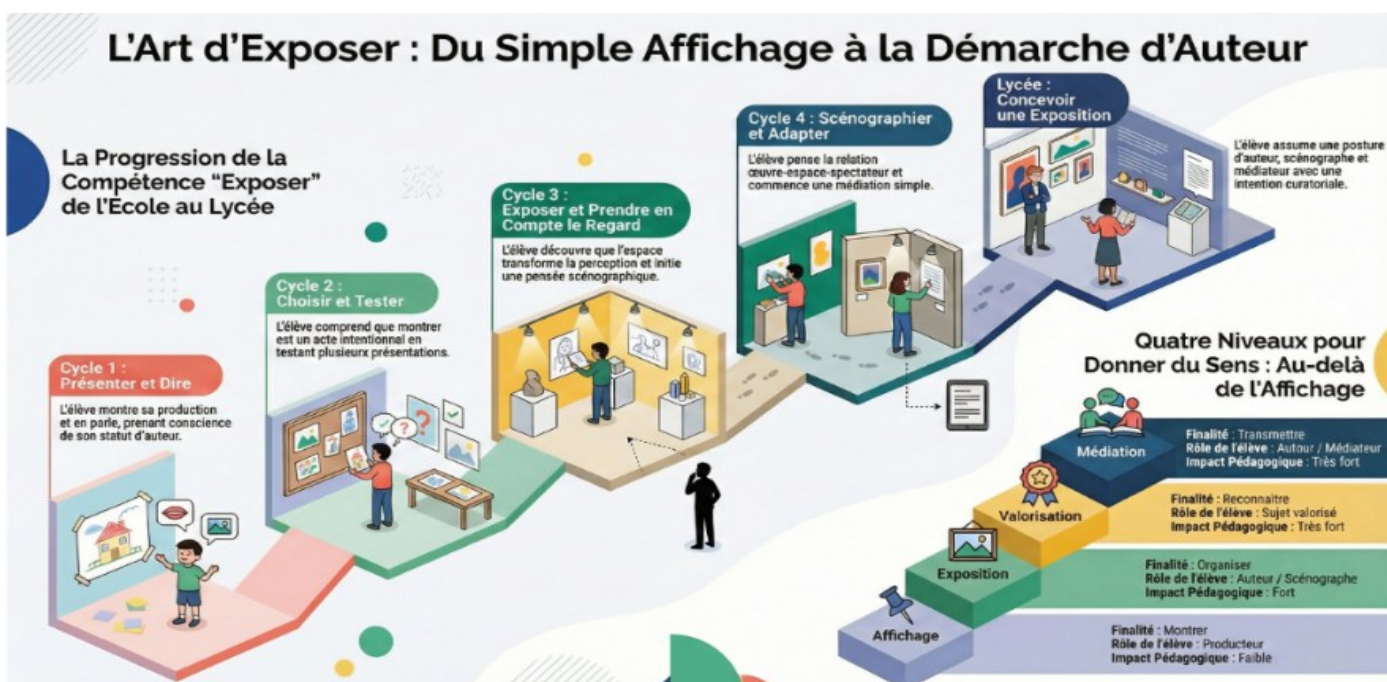 L'Art d'Exposer : Du Simple Affichage à la Démarche d'Auteur
La Progression de la
Compétence "Exposer"
de l'École au Lycée
Cycle 1 :
Présenter et Dire
L'élève montre sa production
et en parle, prenant conscience
de son statut d'auteur.
Cycle 2 :
Choisir et Tester
L'élève comprend que montrer
est un acte intentionnel en
testant plusieurx présentations.
Cycle 3 :
Exposer et Prendre en
Compte le Regard
L'élève découvre que l'espace
transforme la perception et initie
une pensée scénographique.
Cycle 4 : Scénographier
et Adapter
L'élève pense la relation
œuvre-espace-spectateur et
commence une médiation simple.
Lycée :
Concevoir
une Exposition
L'élève assume une posture
d'auteur, scénographe et
médiateur avec une
intention curatoriale.
Quatre Niveaux pour
Donner du Sens : Au-delà
de l'Affichage
Médiation
Finalité : Transmettre
Rôle de l'élève : Autour / Médiateur
Impact Pédagogique : Très fort
Valorisation
Finalité : Reconnaitre
Rôle de l'élève : Sujet valorisé
Impact Pédagogique : Très fort
Exposition
Finalité : Organiser
Rôle de l'élève : Auteur / Scénographe
Impact Pédagogique : Fort
Affichage
Finalité : Montrer
Rôle de l'élève : Producteur
Impact Pédagogique : Faible